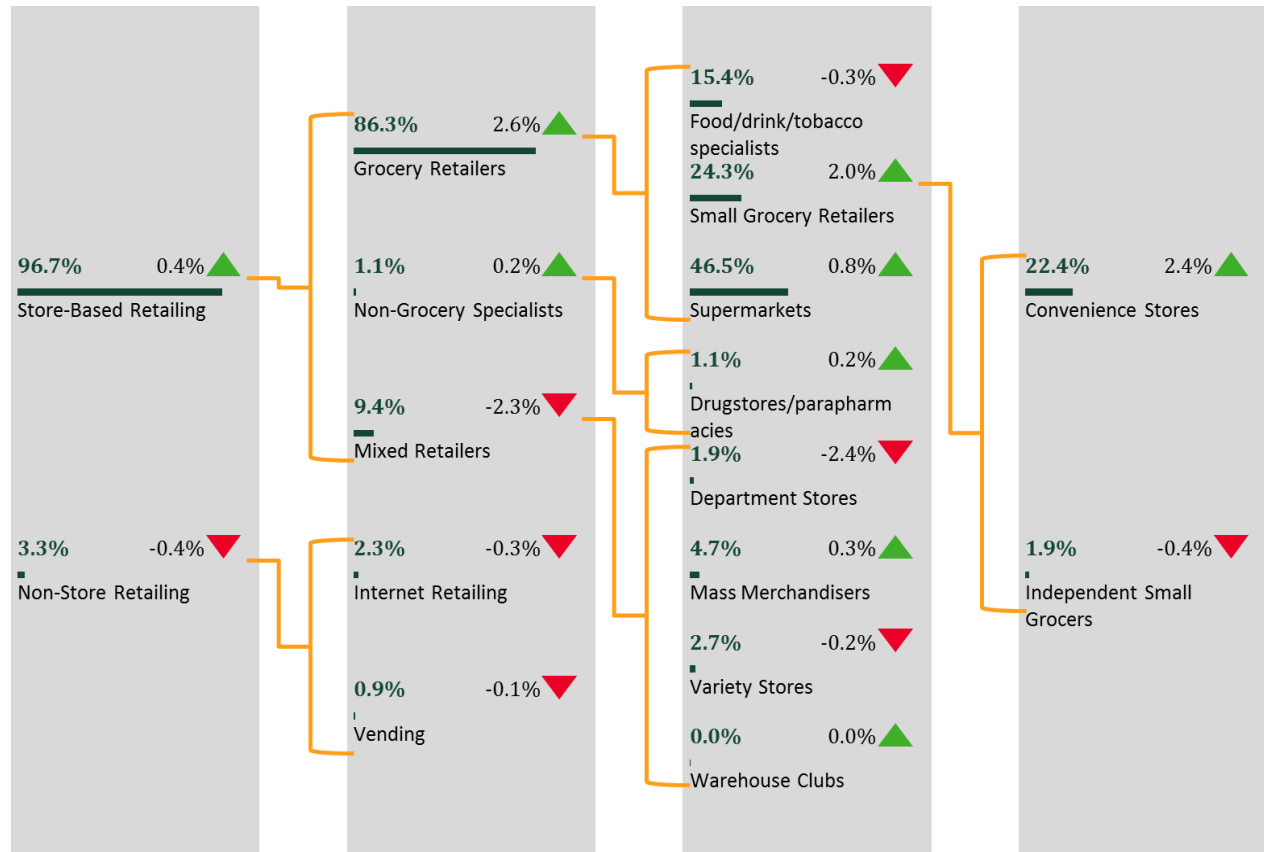 96.7% 0.4%
Store-Based Retailing
3.3% -0.4%
Non-Store Retailing
86.3% 2.6%
Grocery Retailers
1.1% 0.2%
Non-Grocery Specialists
9.4% -2.3%
Mixed Retailers
2.3% -0.3%
Internet Retailing
0.9% -0.1%
Vending
15.4% -0.3%
Food/drink/tobacco
specialists
24.3% 2.0%
Small Grocery Retailers
46.5% 0.8%
Supermarkets
1.1% 0.2%
Drugstores/parapharm
acies
1.9% -2.4%
Department Stores
4.7% 0.3%
Mass Merchandisers
2.7% -0.2%
Variety Stores
0.0% 0.0%
Warehouse Clubs
22.4% 2.4%
Convenience Stores
1.9% -0.4%
Independent Small
Grocers